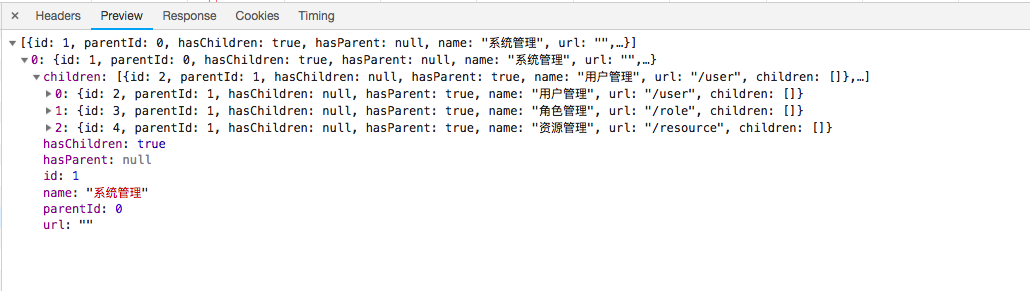 × Headers Preview Response Cookies Timing
▼[{id: 1, parentId: 0, hasChildren: true, hasParent: null, name: "系统管理", url: "",…}]
▼0: {id: 1, parentId: 0, hasChildren: true, hasParent: null, name: "系统管理", url: "",…}
▼children: [{id: 2, parentId: 1, hasChildren: null, hasParent: true, name: "用户管理", url: "/user", children: []},…]
▶0: {id: 2, parentId: 1, hasChildren: null, hasParent: true, name: "用户管理", url: "/user", children: []}
▶1: {id: 3, parentId: 1, hasChildren: null, hasParent: true, name: "角色管理", url: "/role", children: []}
▶2: {id: 4, parentId: 1, hasChildren: null, hasParent: true, name: "资源管理", url: "/resource", children: []}
hasChildren: true
hasParent: null
id: 1
name: "系统管理"
parentId: 0
url: ""